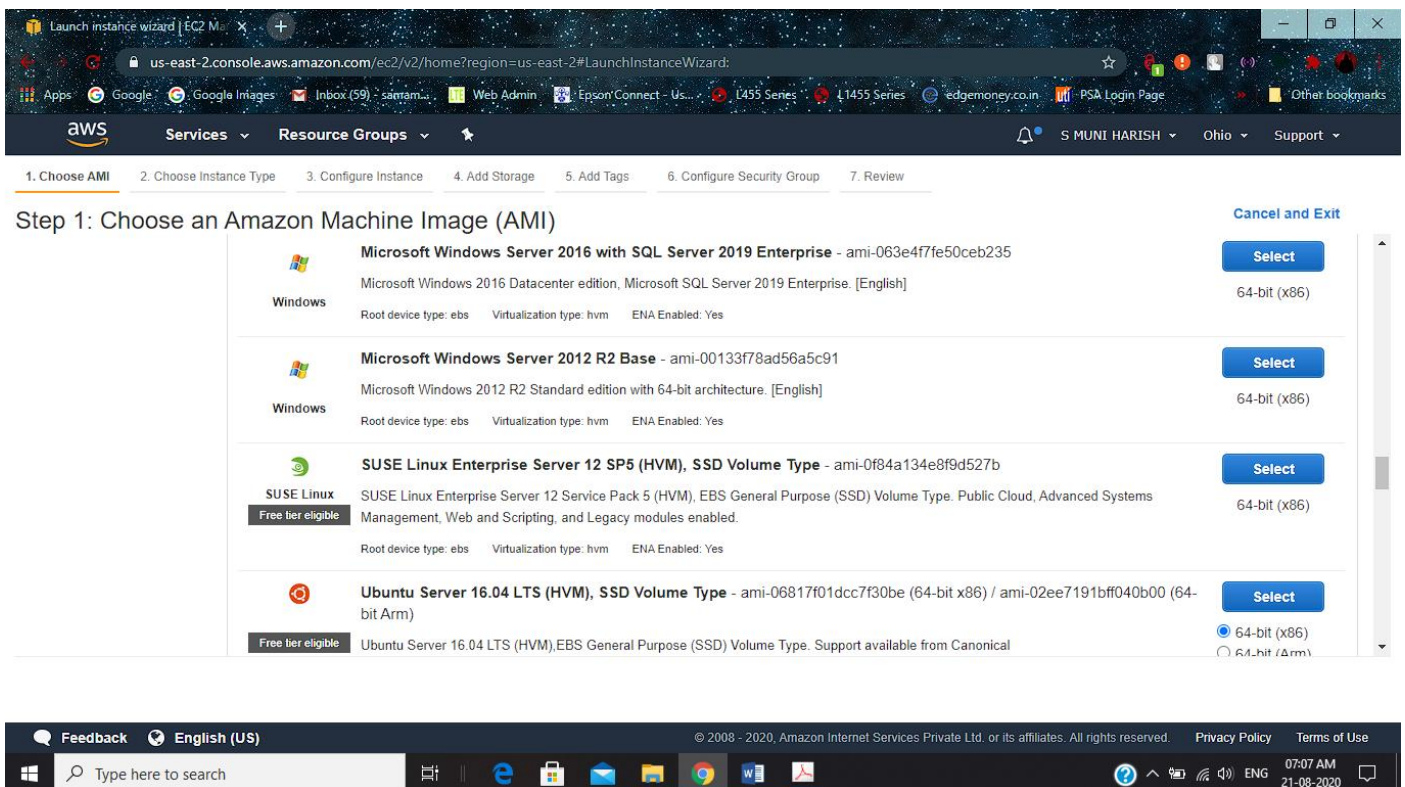 Launch instance wizard | EC2 Ma
us-east-2.console.aws.amazon.com/ec2/v2/home?region=us-east-2#LaunchInstanceWizard:
Apps Google Google Images Inbox (59) - samram... Web Admin Epson Connect - Us... L455 Series L1455 Series edgemoney.co.in PSA Login Page » Other bookmarks
aws Services Resource Groups S MUNI HARISH Ohio Support
1. Choose AMI 2. Choose Instance Type 3. Configure Instance 4. Add Storage 5. Add Tags 6. Configure Security Group 7. Review
Step 1: Choose an Amazon Machine Image (AMI)
Cancel and Exit
Windows
Microsoft Windows Server 2016 with SQL Server 2019 Enterprise - ami-063e4f7fe50ceb235
Microsoft Windows 2016 Datacenter edition, Microsoft SQL Server 2019 Enterprise. [English]
Root device type: ebs Virtualization type: hvm ENA Enabled: Yes
Select
64-bit (x86)
Windows
Microsoft Windows Server 2012 R2 Base - ami-00133f78ad56a5c91
Microsoft Windows 2012 R2 Standard edition with 64-bit architecture. [English]
Root device type: ebs Virtualization type: hvm ENA Enabled: Yes
Select
64-bit (x86)
SUSE Linux
Free tier eligible
SUSE Linux Enterprise Server 12 SP5 (HVM), SSD Volume Type - ami-0f84a134e8f9d527b
SUSE Linux Enterprise Server 12 Service Pack 5 (HVM), EBS General Purpose (SSD) Volume Type. Public Cloud, Advanced Systems
Management, Web and Scripting, and Legacy modules enabled.
Root device type: ebs Virtualization type: hvm ENA Enabled: Yes
Select
64-bit (x86)
Free tier eligible
Ubuntu Server 16.04 LTS (HVM), SSD Volume Type - ami-06817f01dcc7f30be (64-bit x86) / ami-02ee7191bff040b00 (64-
bit Arm)
Ubuntu Server 16.04 LTS (HVM),EBS General Purpose (SSD) Volume Type. Support available from Canonical
Select
64-bit (x86)
64-bit (Arm)
Feedback English (US) © 2008 - 2020, Amazon Internet Services Private Ltd. or its affiliates. All rights reserved. Privacy Policy Terms of Use
Type here to search
ENG
07:07 AM
21-08-2020